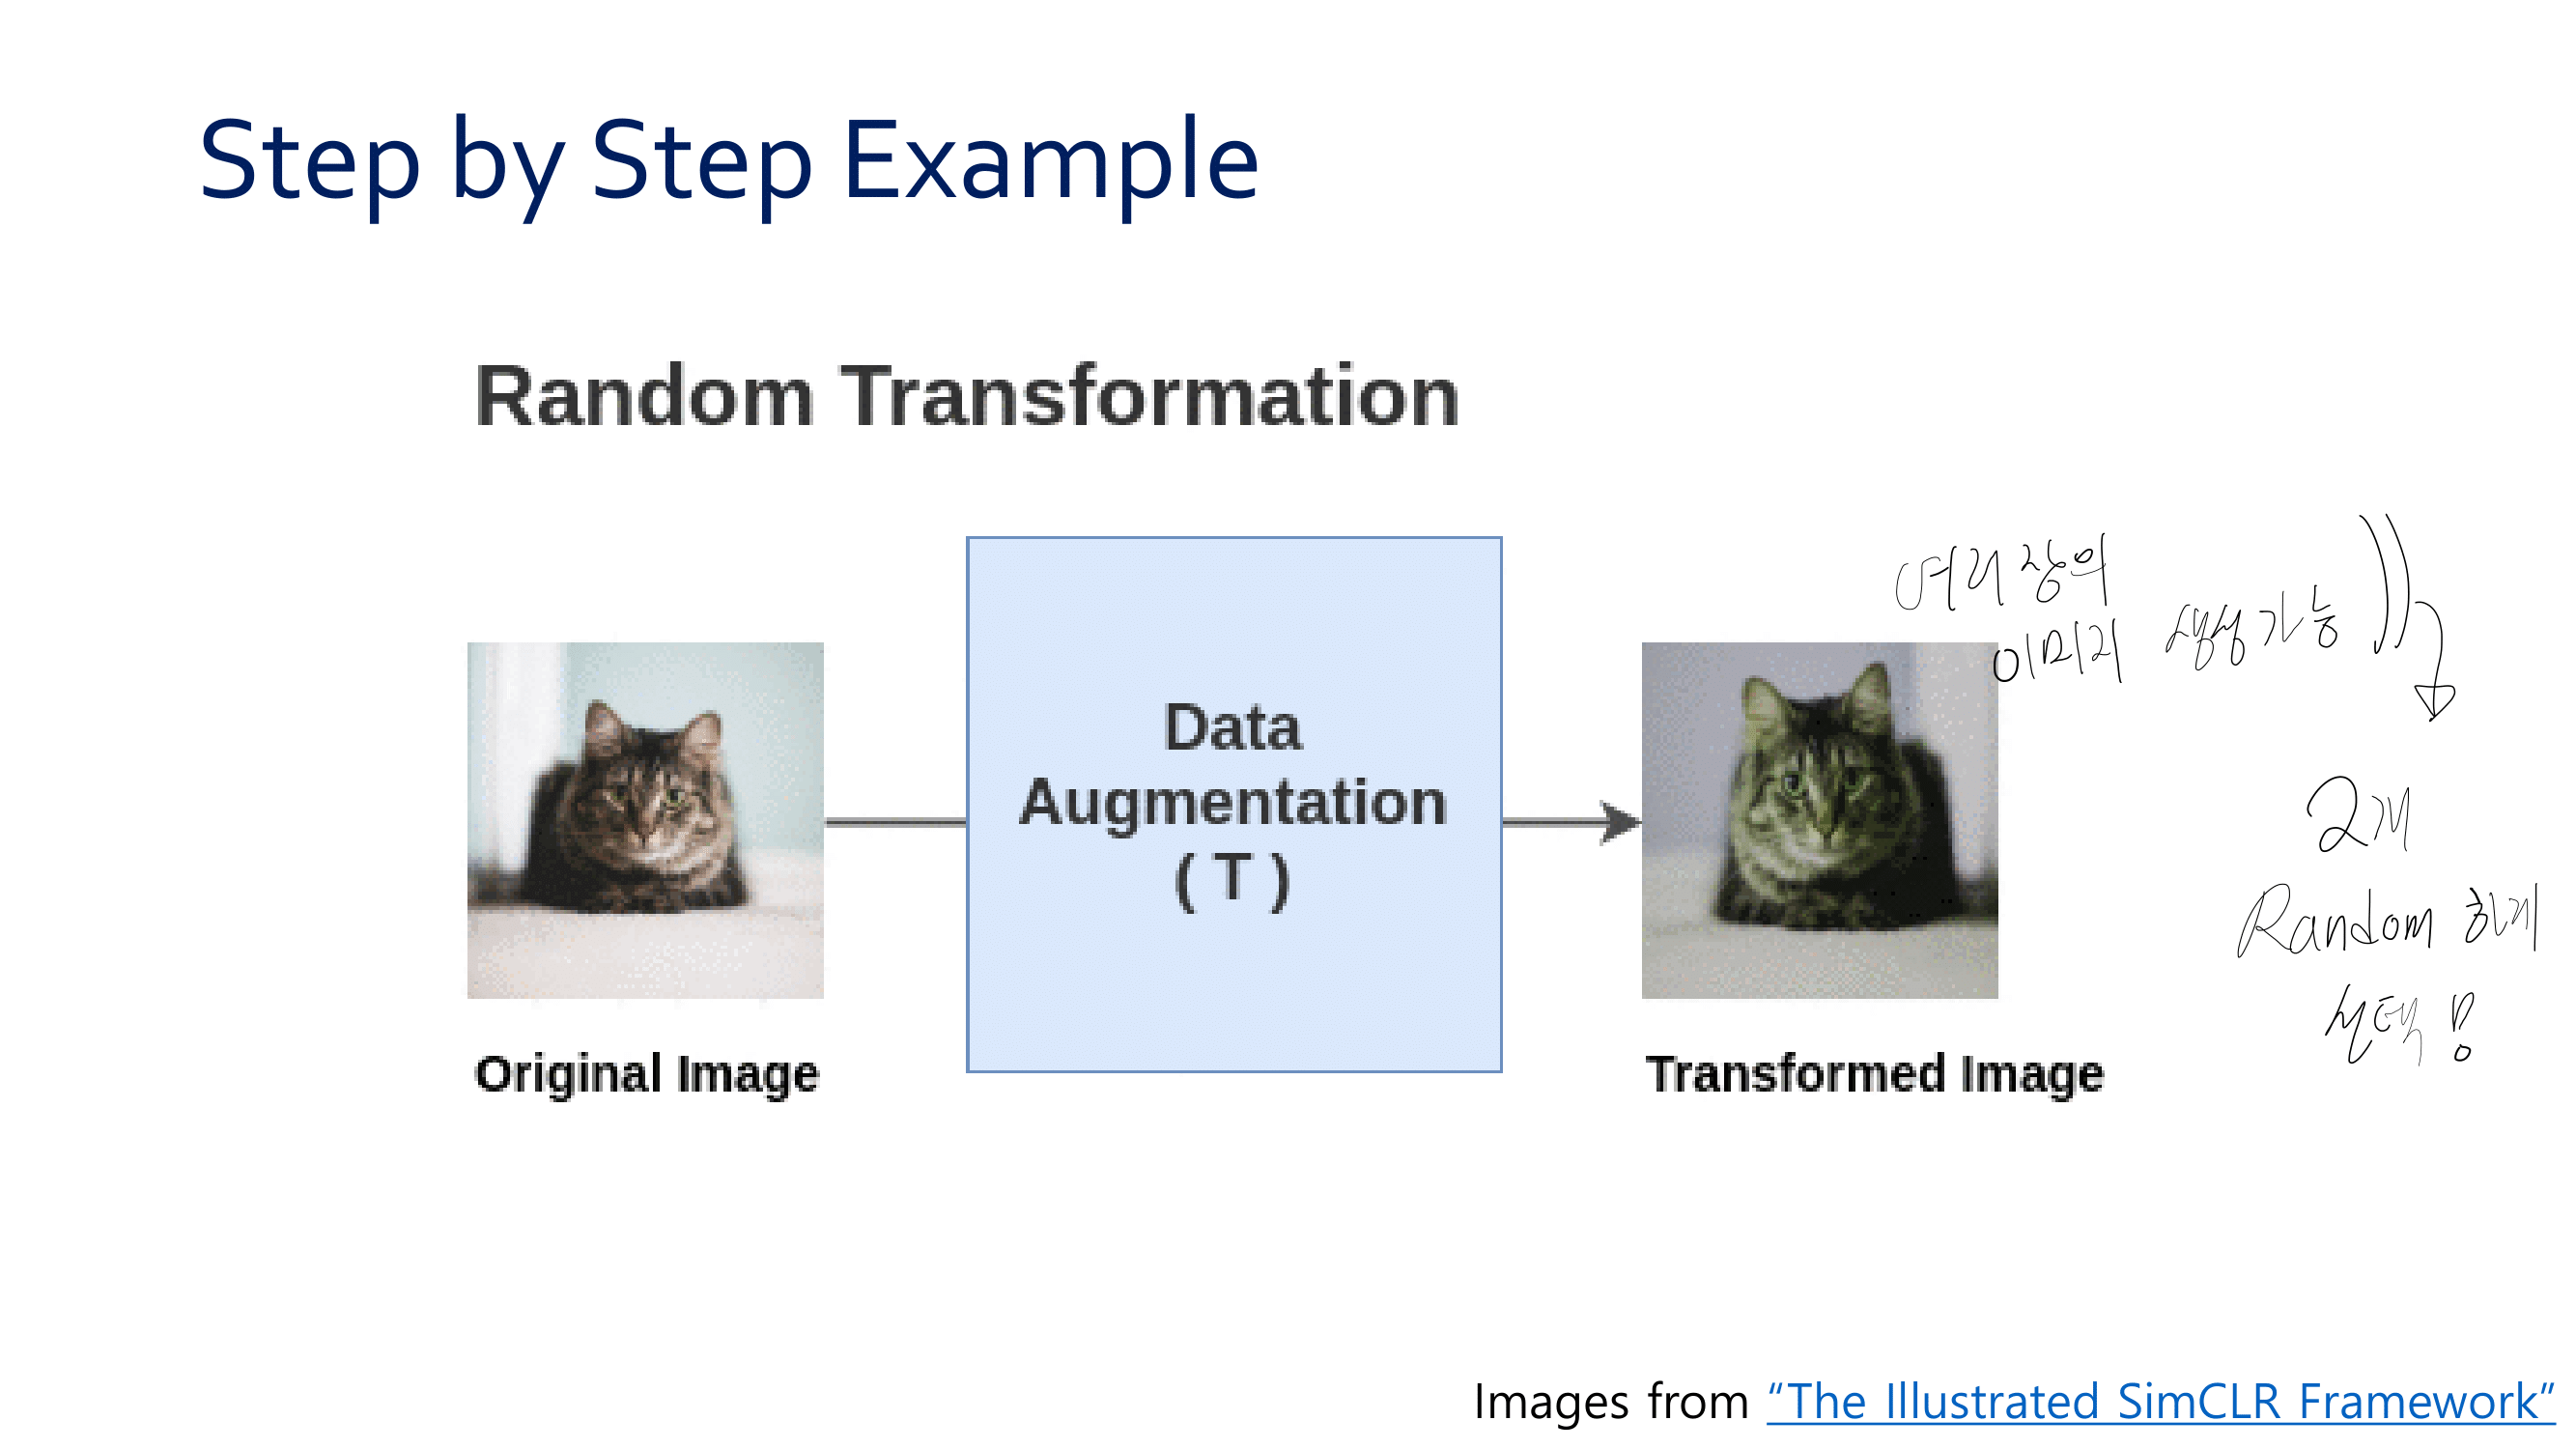 Step by Step Example
Random Transformation
여러 장의
이미지 생성 가능
Data
Augmentation
( T )
2개
Random 하게
선택!
Original Image
Transformed Image
Images from “The Illustrated SimCLR Framework”